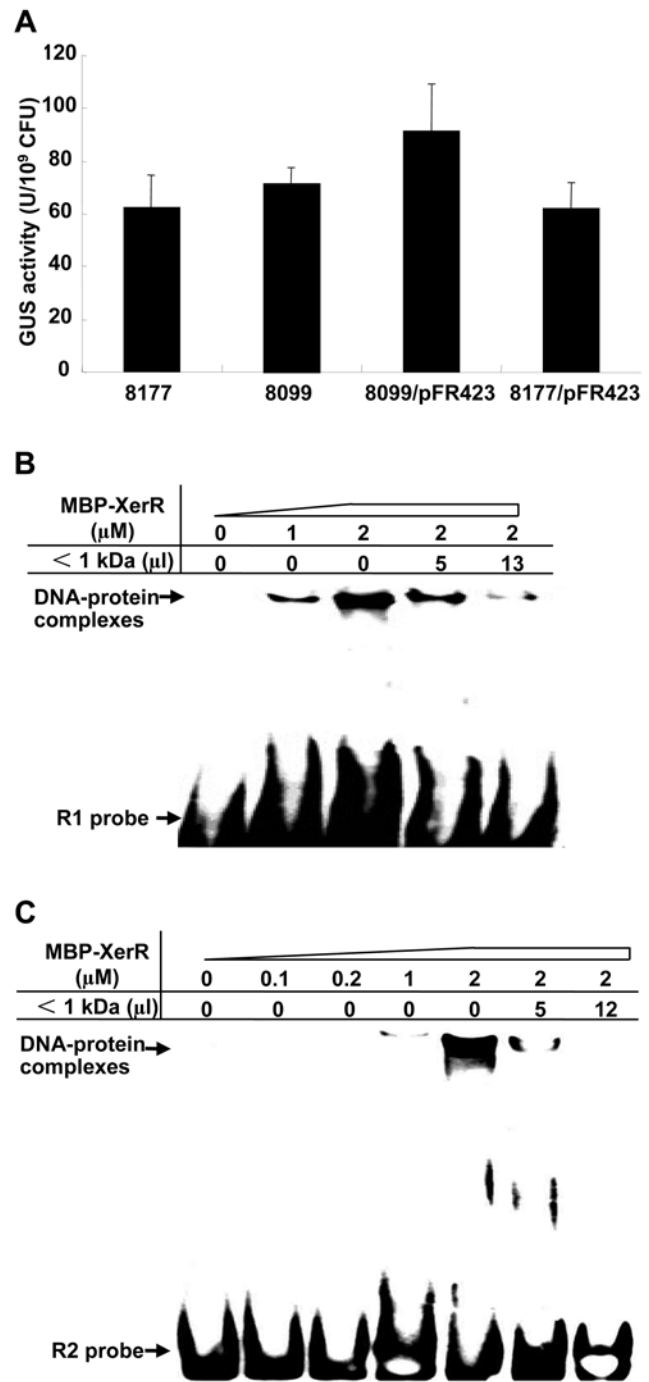 A
GUS activity (U/10⁹ CFU)
120
100
80
60
40
20
0
8177 8099 8099/pFR423 8177/pFR423
B
MBP-XerR
(μM) 0 1 2 2 2
< 1 kDa (μl) 0 0 0 5 13
DNA-protein
complexes
R1 probe
C
MBP-XerR
(μM) 0 0.1 0.2 1 2 2 2
< 1 kDa (μl) 0 0 0 0 0 5 12
DNA-protein
complexes
R2 probe